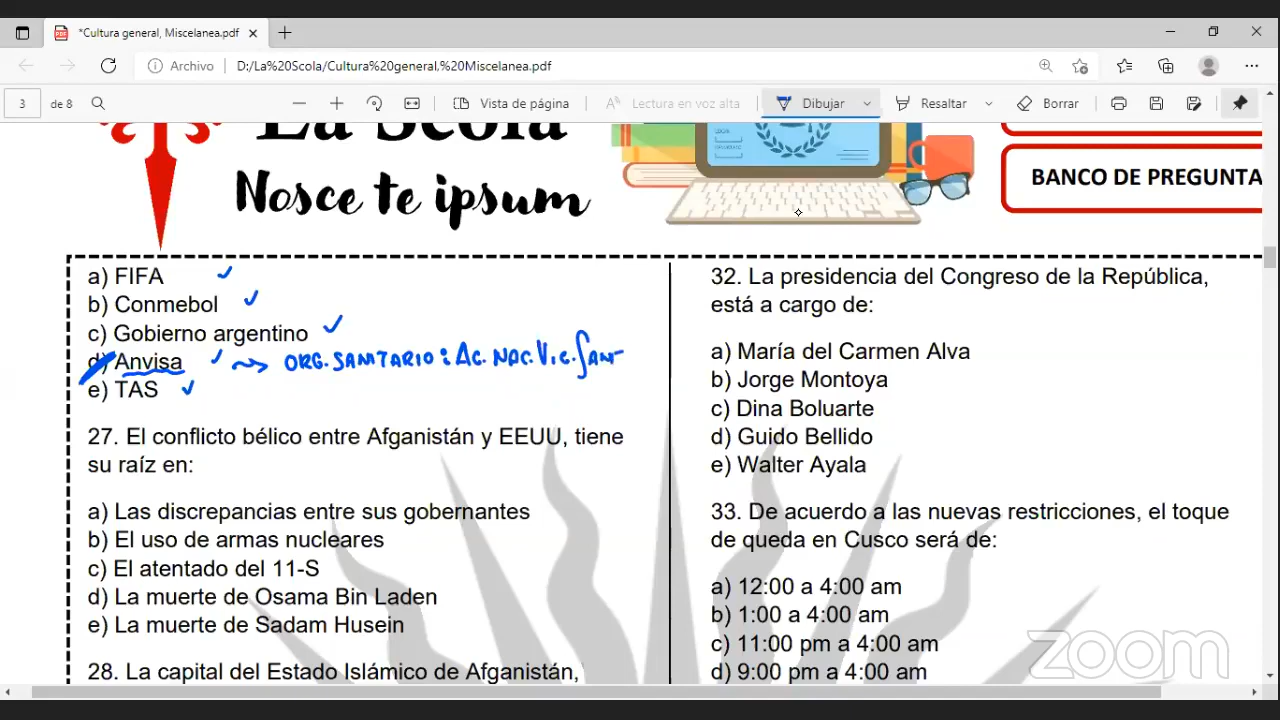 *Cultura general, Miscelanea.pdf
Archivo D:/La%20Scola/Cultura%20general,%20Miscelanea.pdf
3 de 8 Vista de página Lectura en voz alta Dibujar Resaltar Borrar
La Scola
Nosce te ipsum
BANCO DE PREGUNTA
a) FIFA
b) Conmebol
c) Gobierno argentino
d) Anvisa ORG. SANITARIO: AC. NAC. VIG. SANT
e) TAS
27. El conflicto bélico entre Afganistán y EEUU, tiene
su raíz en:
a) Las discrepancias entre sus gobernantes
b) El uso de armas nucleares
c) El atentado del 11-S
d) La muerte de Osama Bin Laden
e) La muerte de Sadam Husein
28. La capital del Estado Islámico de Afganistán,
32. La presidencia del Congreso de la República,
está a cargo de:
a) María del Carmen Alva
b) Jorge Montoya
c) Dina Boluarte
d) Guido Bellido
e) Walter Ayala
33. De acuerdo a las nuevas restricciones, el toque
de queda en Cusco será de:
a) 12:00 a 4:00 am
b) 1:00 a 4:00 am
c) 11:00 pm a 4:00 am
d) 9:00 pm a 4:00 am
zoom